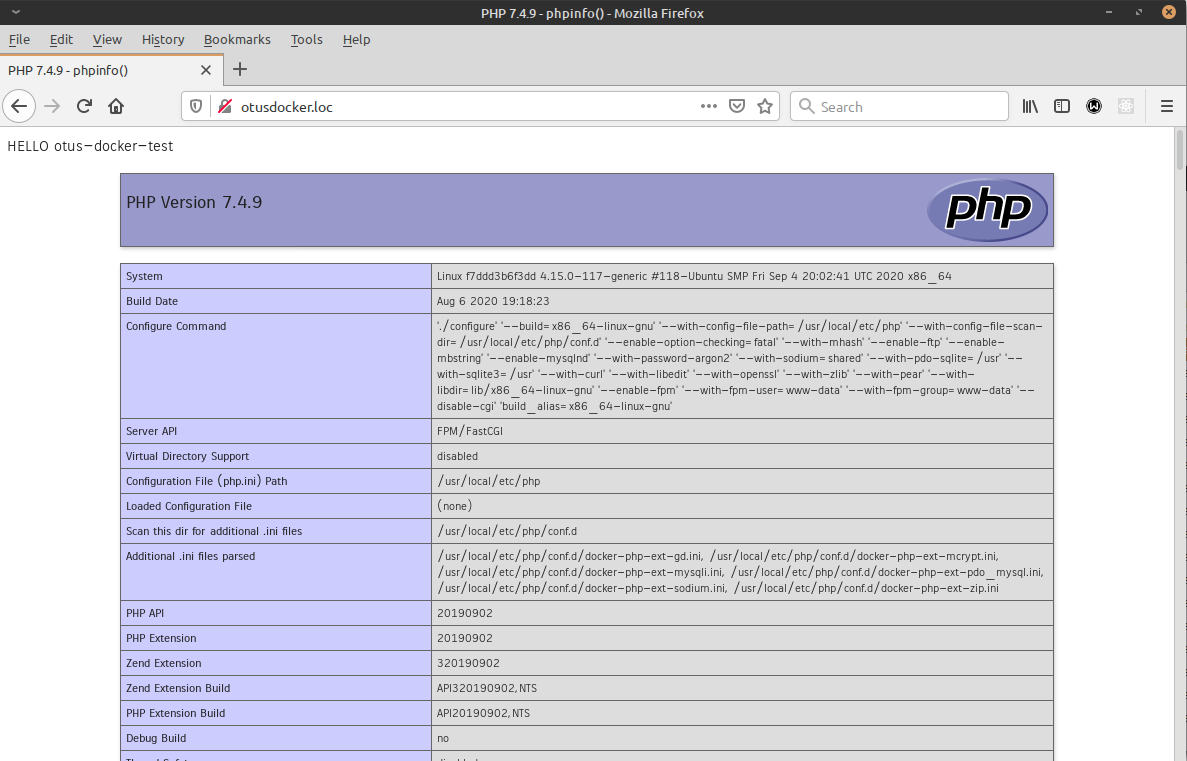 PHP 7.4.9 - phpinfo() - Mozilla Firefox
File Edit View History Bookmarks Tools Help
PHP 7.4.9 - phpinfo()
otusdocker.loc
Search
HELLO otus-docker-test
PHP Version 7.4.9
php
System Linux f7ddd3b6f3dd 4.15.0-117-generic #118-Ubuntu SMP Fri Sep 4 20:02:41 UTC 2020 x86_64
Build Date Aug 6 2020 19:18:23
Configure Command './configure' '--build=x86_64-linux-gnu' '--with-config-file-path=/usr/local/etc/php' '--with-config-file-scan-
dir=/usr/local/etc/php/conf.d' '--enable-option-checking=fatal' '--with-mhash' '--enable-ftp' '--enable-
mbstring' '--enable-mysqlnd' '--with-password-argon2' '--with-sodium=shared' '--with-pdo-sqlite=/usr' '--
with-sqlite3=/usr' '--with-curl' '--with-libedit' '--with-openssl' '--with-zlib' '--with-pear' '--with-
libdir=lib/x86_64-linux-gnu' '--enable-fpm' '--with-fpm-user=www-data' '--with-fpm-group=www-data' '--
disable-cgi' 'build_alias=x86_64-linux-gnu'
Server API FPM/FastCGI
Virtual Directory Support disabled
Configuration File (php.ini) Path /usr/local/etc/php
Loaded Configuration File (none)
Scan this dir for additional .ini files /usr/local/etc/php/conf.d
Additional .ini files parsed /usr/local/etc/php/conf.d/docker-php-ext-gd.ini, /usr/local/etc/php/conf.d/docker-php-ext-mcrypt.ini,
/usr/local/etc/php/conf.d/docker-php-ext-mysqli.ini, /usr/local/etc/php/conf.d/docker-php-ext-pdo_mysql.ini,
/usr/local/etc/php/conf.d/docker-php-ext-sodium.ini, /usr/local/etc/php/conf.d/docker-php-ext-zip.ini
PHP API 20190902
PHP Extension 20190902
Zend Extension 320190902
Zend Extension Build API320190902,NTS
PHP Extension Build API20190902,NTS
Debug Build no